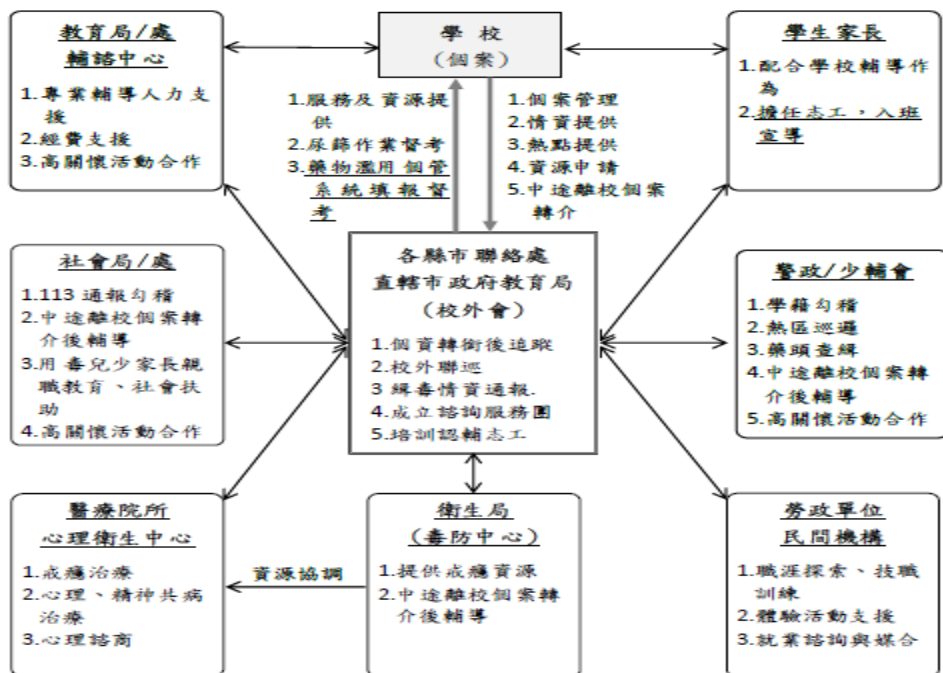 教育局/處
輔諮中心
1.專業輔導人力支
援
2.經費支援
3.高關懷活動合作
學校
(個案)
學生家長
1.配合學校輔導作
為
2.擔任志工，入班
宣導
1.服務及資源提
供
2.尿篩作業督考
3.藥物濫用個管
系統填報督
考
1.個案管理
2.情資提供
3.熱點提供
4.資源申請
5.中途離校個案
轉介
社會局/處
1.113通報勾稽
2.中途離校個案轉
介後輔導
3.用毒兒少家長親
職教育、社會扶
助
4.高關懷活動合作
各縣市聯絡處
直轄市政府教育局
(校外會)
1.個資轉銜後追蹤
2.校外聯巡
3.緝毒情資通報.
4.成立諮詢服務團
5.培訓認輔志工
警政/少輔會
1.學籍勾稽
2.熱區巡邏
3.藥頭查緝
4.中途離校個案轉
介後輔導
5.高關懷活動合作
醫療院所
心理衛生中心
1.戒癮治療
2.心理、精神共病
治療
3.心理諮商
資源協調
衛生局
(毒防中心)
1.提供戒癮資源
2.中途離校個案轉
介後輔導
勞政單位
民間機構
1.職涯探索、技職
訓練
2.體驗活動支援
3.就業諮詢與媒合